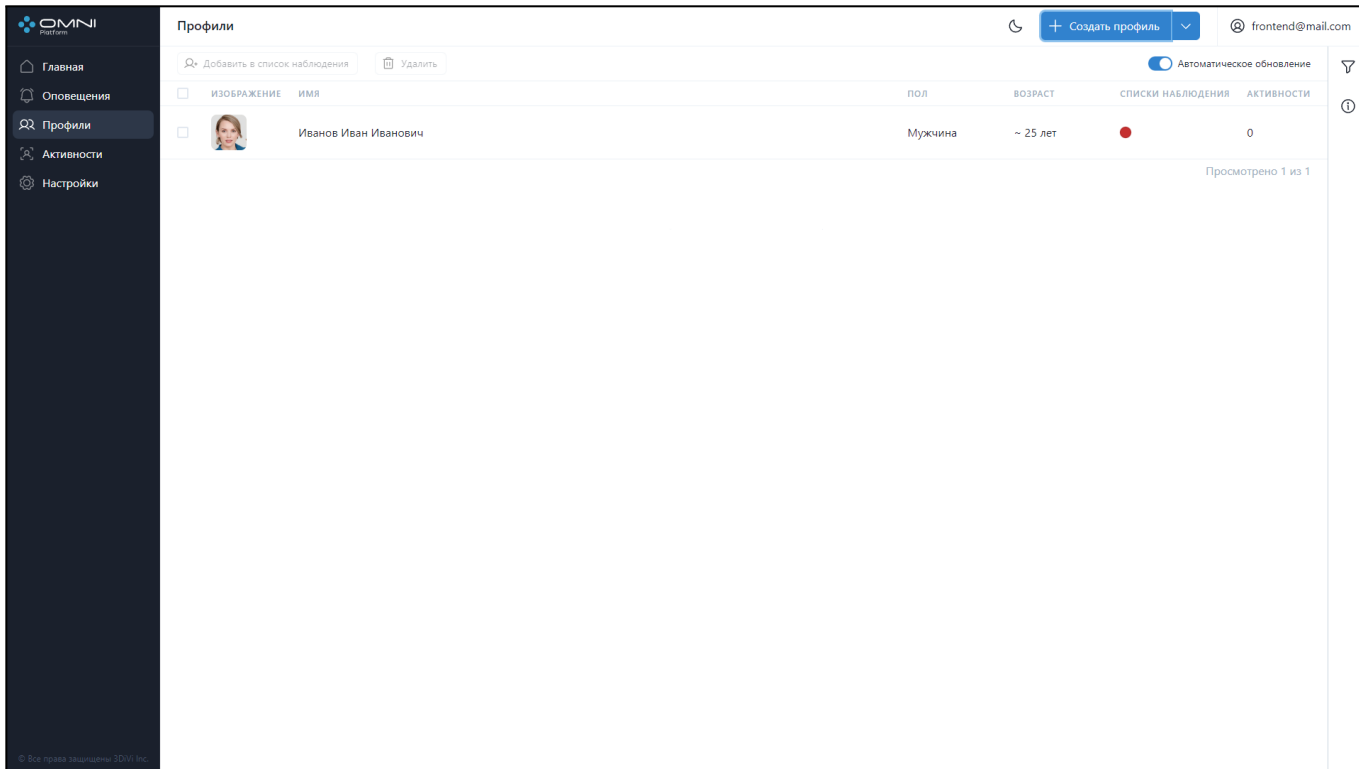 OMNI
Platform
Профили
Создать профиль
frontend@mail.com
Главная
Оповещения
Профили
Активности
Настройки
Добавить в список наблюдения
Удалить
Автоматическое обновление
ИЗОБРАЖЕНИЕ ИМЯ ПОЛ ВОЗРАСТ СПИСКИ НАБЛЮДЕНИЯ АКТИВНОСТИ
Иванов Иван Иванович Мужчина ~ 25 лет 0
Просмотрено 1 из 1
© Все права защищены 3DiVi Inc.